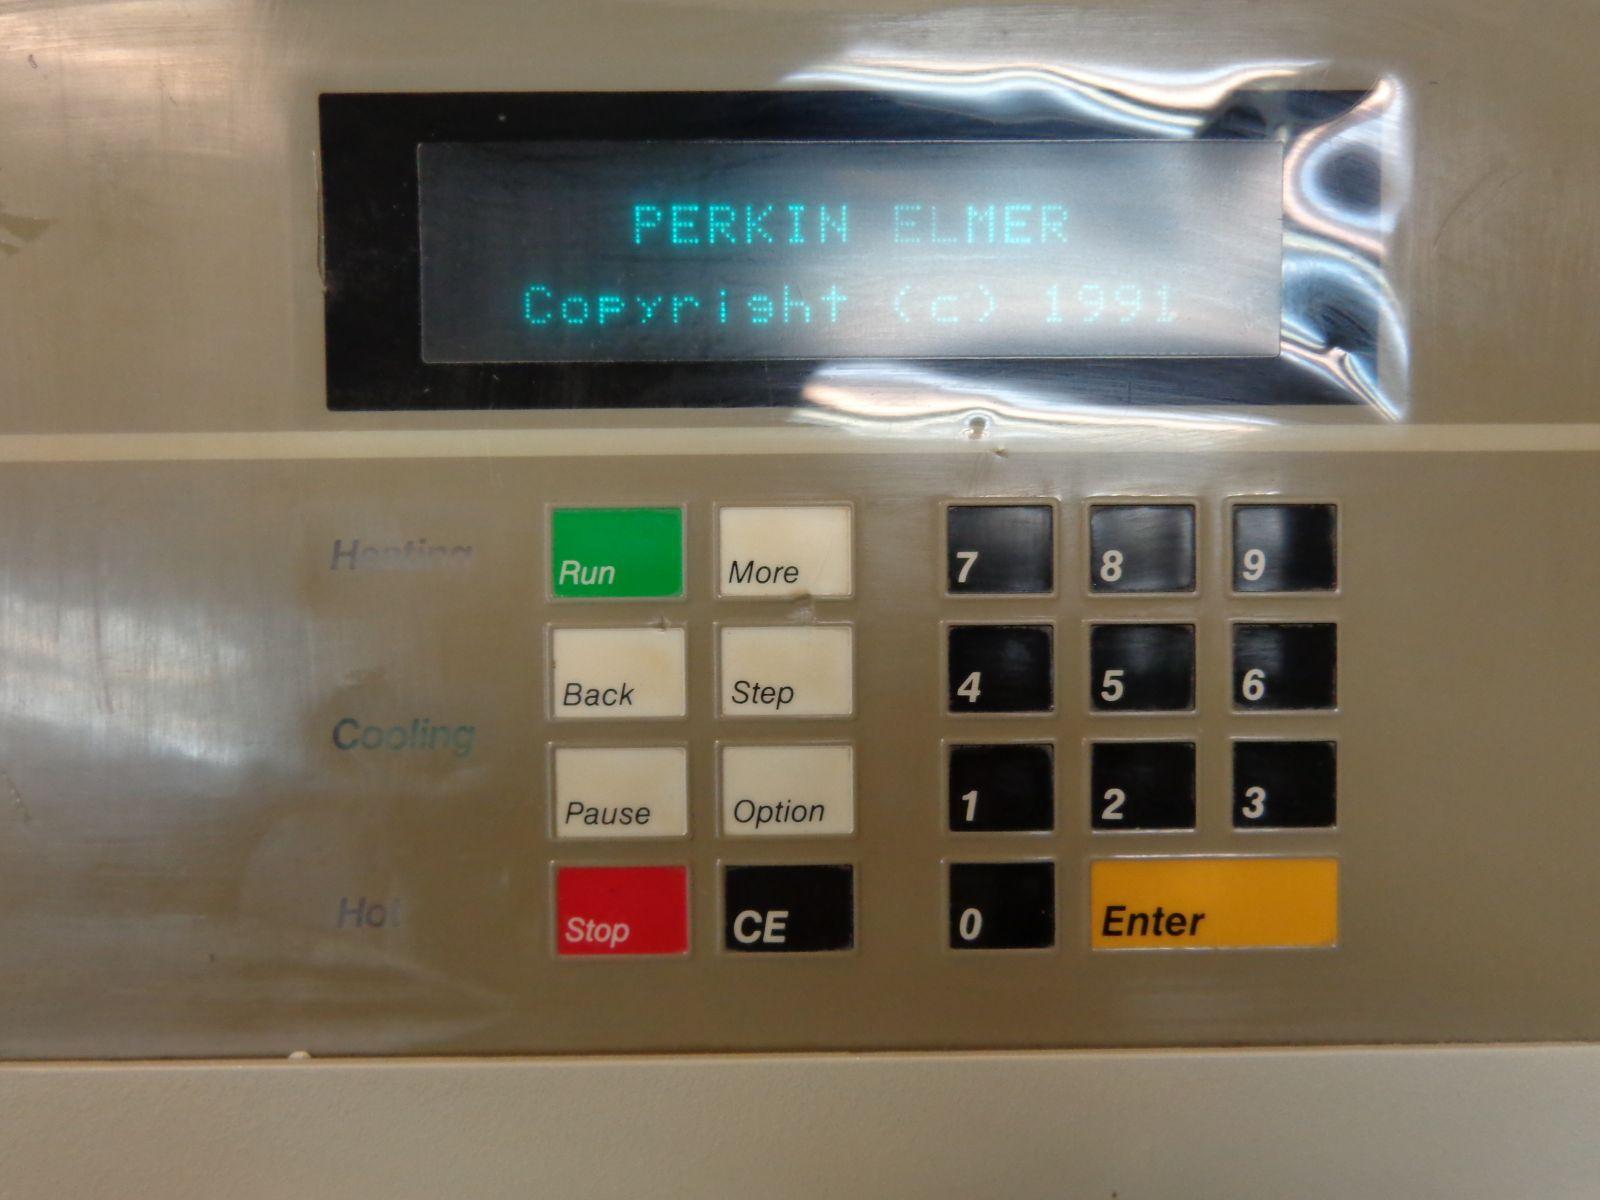 PERKIN ELMER
Copyright (c) 1991
Heating
Run
More
7
8
9
Back
Step
4
5
6
Cooling
Pause
Option
1
2
3
Hot
Stop
CE
0
Enter